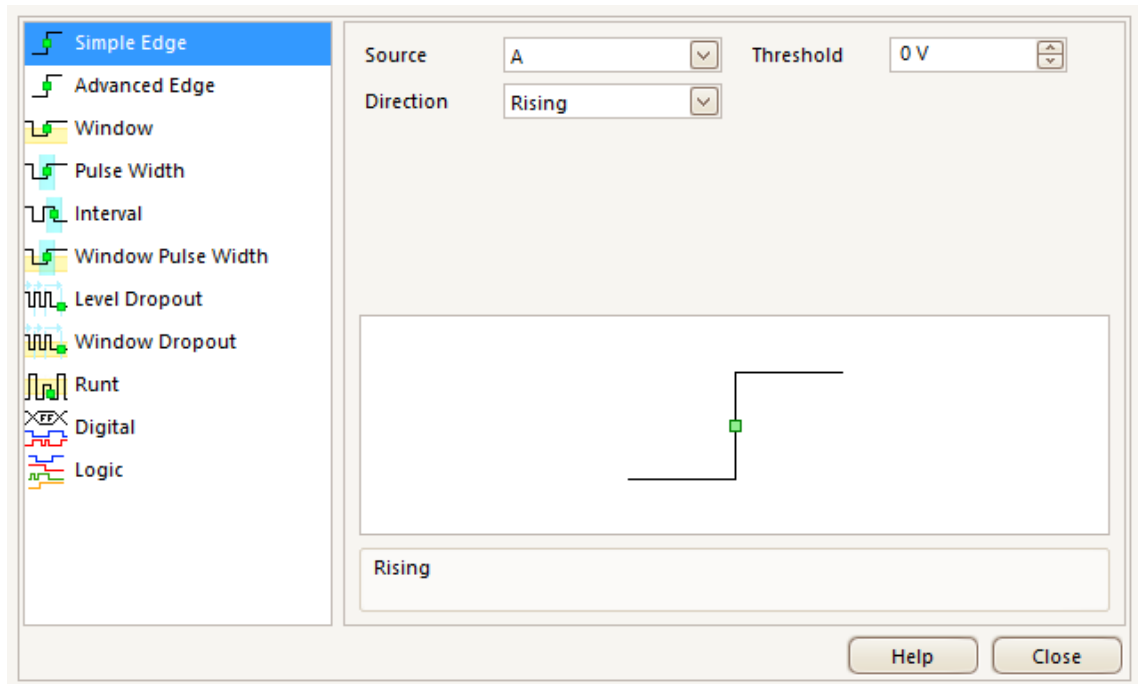 Simple Edge
Advanced Edge
Window
Pulse Width
Interval
Window Pulse Width
Level Dropout
Window Dropout
Runt
FF
Digital
Logic
Source A Threshold 0 V
Direction Rising
Rising
Help Close